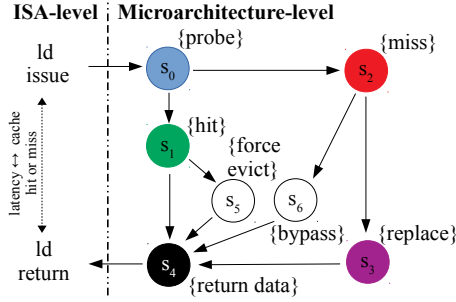 ISA-level Microarchitecture-level
{probe}
ld
issue
s0
s2
{miss}
latency ↔ cache
hit or miss
{hit}
s1
{force
evict}
s5
s6
ld
return
s4
{bypass}
{replace}
s3
{return data}